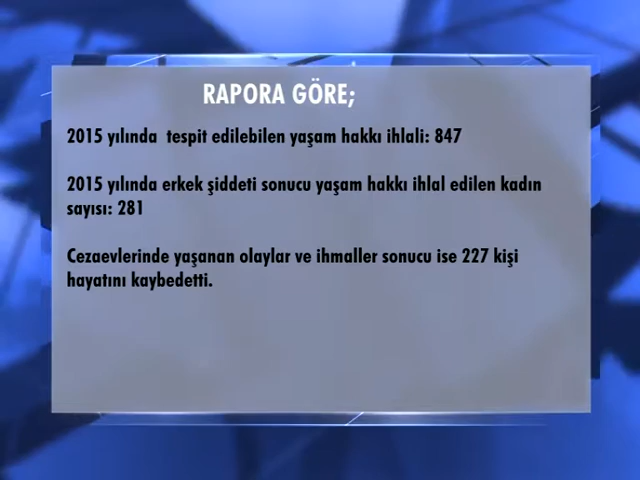 RAPORA GÖRE;
2015 yılında tespit edilebilen yaşam hakkı ihlali: 847
2015 yılında erkek şiddeti sonucu yaşam hakkı ihlal edilen kadın
sayısı: 281
Cezaevlerinde yaşanan olaylar ve ihmaller sonucu ise 227 kişi
hayatını kaybedetti.